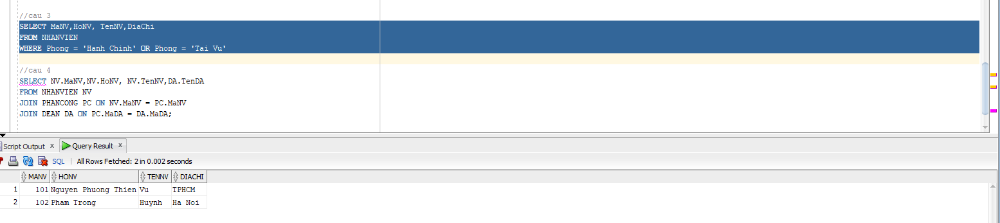 //cau 3
SELECT MaNV,HoNV, TenNV,DiaChi
FROM NHANVIEN
WHERE Phong = 'Hanh Chinh' OR Phong = 'Tai Vu'
//cau 4
SELECT NV.MaNV,NV.HoNV, NV.TenNV,DA.TenDA
FROM NHANVIEN NV
JOIN PHANCONG PC ON NV.MaNV = PC.MaNV
JOIN DEAN DA ON PC.MaDA = DA.MaDA;
Script Output x Query Result x
SQL | All Rows Fetched: 2 in 0.002 seconds
MANV HONV TENNV DIACHI
1 101 Nguyen Phuong Thien Vu TPHCM
2 102 Pham Trong Huynh Ha Noi